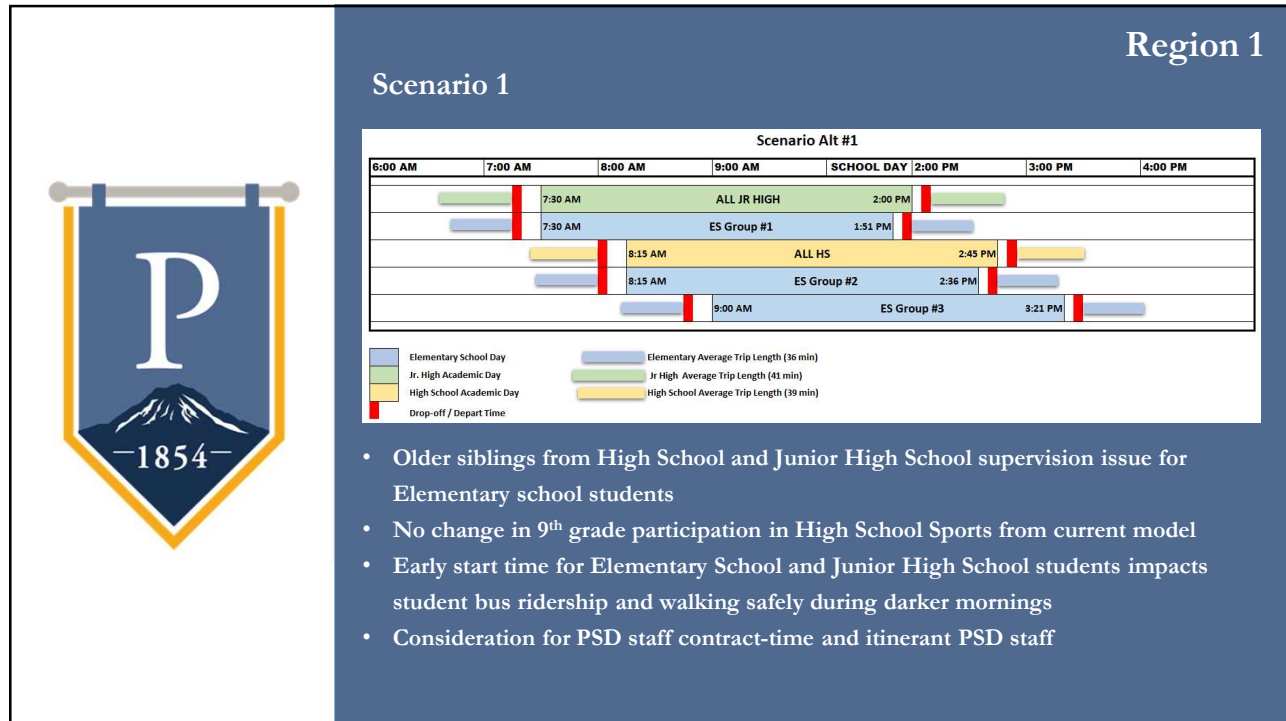 Region 1
Scenario 1
P
-1854-
Scenario Alt #1
6:00 AM 7:00 AM 8:00 AM 9:00 AM SCHOOL DAY 2:00 PM 3:00 PM 4:00 PM
7:30 AM ALL JR HIGH 2:00 PM
7:30 AM ES Group #1 1:51 PM
8:15 AM ALL HS 2:45 PM
8:15 AM ES Group #2 2:36 PM
9:00 AM ES Group #3 3:21 PM
Elementary School Day Elementary Average Trip Length (36 min)
Jr. High Academic Day Jr High Average Trip Length (41 min)
High School Academic Day High School Average Trip Length (39 min)
Drop-off / Depart Time
• Older siblings from High School and Junior High School supervision issue for
Elementary school students
• No change in 9th grade participation in High School Sports from current model
• Early start time for Elementary School and Junior High School students impacts
student bus ridership and walking safely during darker mornings
• Consideration for PSD staff contract-time and itinerant PSD staff